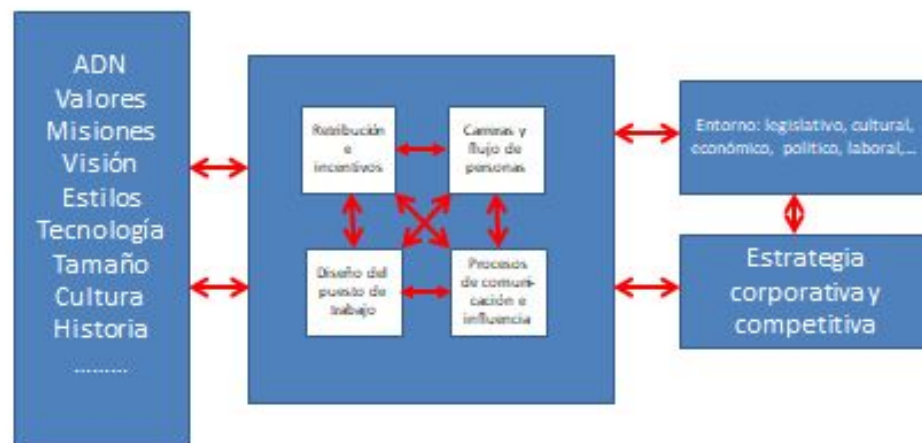 ADN
Valores
Misiones
Visión
Estilos
Tecnología
Tamaño
Cultura
Historia
.........
Retribución
e
incentivos
Carreras y
flujo de
personas
Diseño del
puesto de
trabajo
Procesos
de comuni-
cación e
influencia
Entorno: legislativo, cultural,
económico, político, laboral,...
Estrategia
corporativa y
competitiva